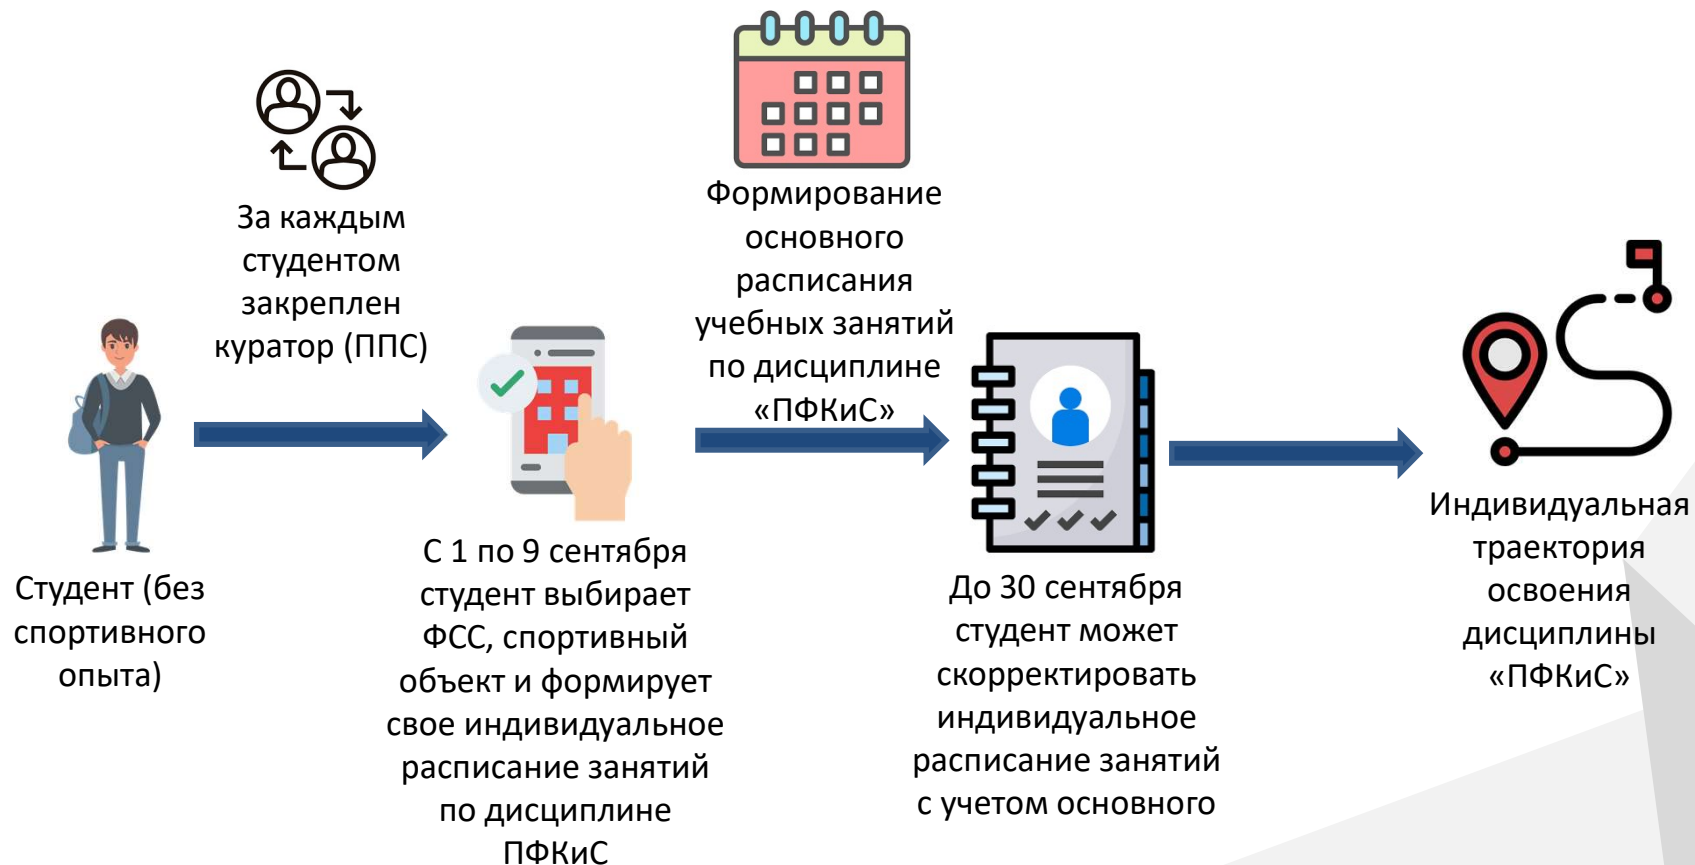 Студент (без
спортивного
опыта)
За каждым
студентом
закреплен
куратор (ППС)
С 1 по 9 сентября
студент выбирает
ФСС, спортивный
объект и формирует
свое индивидуальное
расписание занятий
по дисциплине
ПФКиС
Формирование
основного
расписания
учебных занятий
по дисциплине
«ПФКиС»
До 30 сентября
студент может
скорректировать
индивидуальное
расписание занятий
с учетом основного
Индивидуальная
траектория
освоения
дисциплины
«ПФКиС»